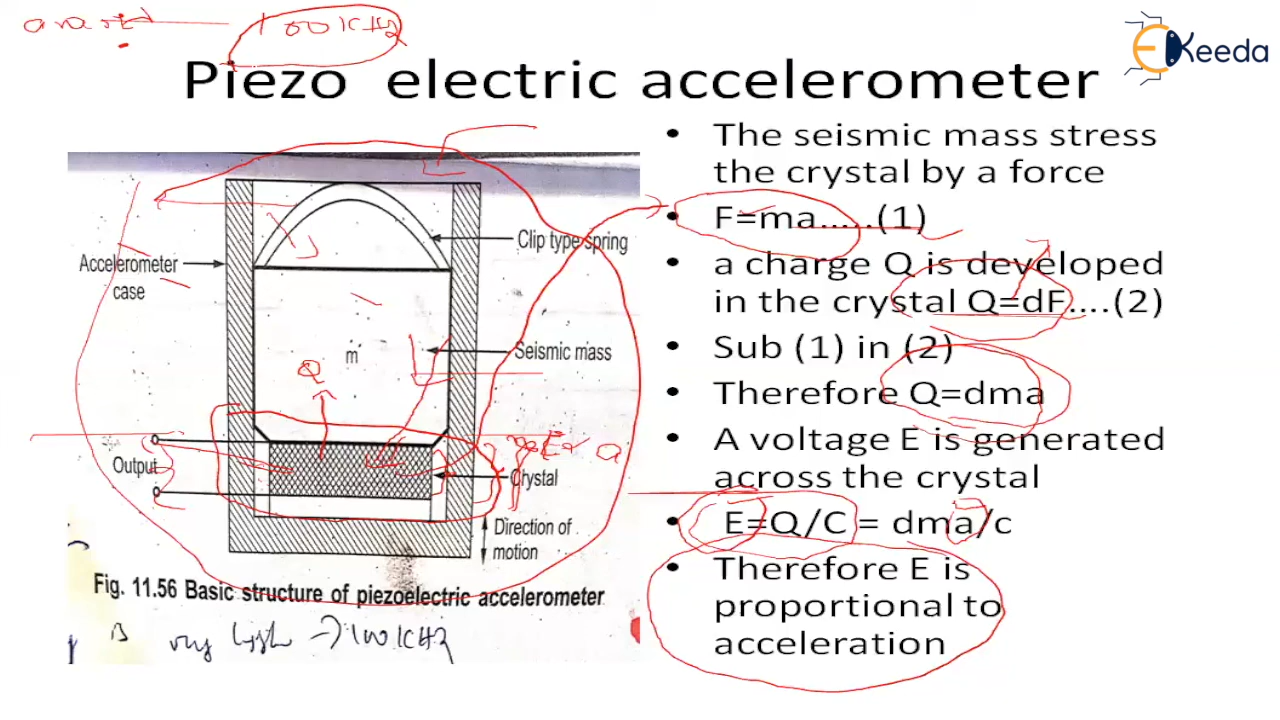 100KHz
Keeda
Piezo electric accelerometer
• The seismic mass stress
the crystal by a force
• F=ma.....(1)
• a charge Q is developed
in the crystal Q=dF....(2)
• Sub (1) in (2)
• Therefore Q=dma
• A voltage E is generated
across the crystal
• E=Q/C = dma/c
• Therefore E is
proportional to
acceleration
Clip type spring
Accelerometer
case
m
Seismic mass
Q
Output
E α a
Crystal
Direction of
motion
Fig. 11.56 Basic structure of piezoelectric accelerometer
very high → 100KHz